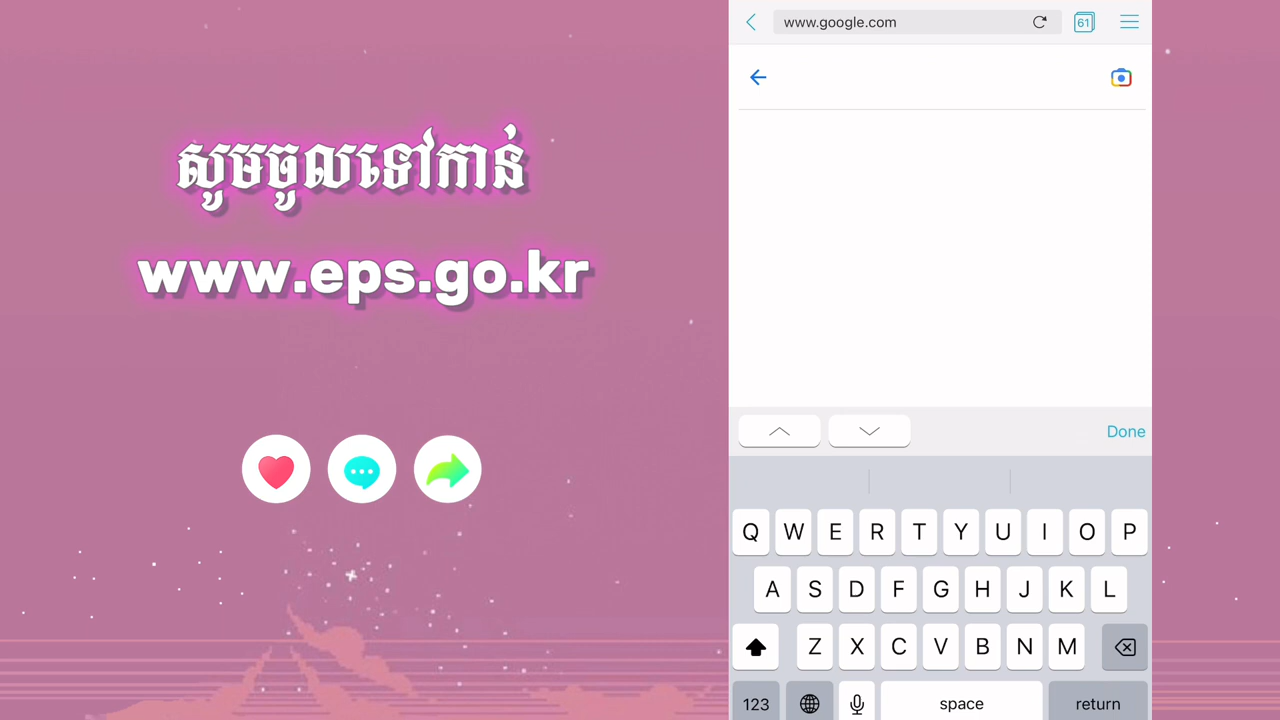 សូមចូលទៅកាន់
www.eps.go.kr
www.google.com
61
Done
Q W E R T Y U I O P
A S D F G H J K L
Z X C V B N M
123 space return